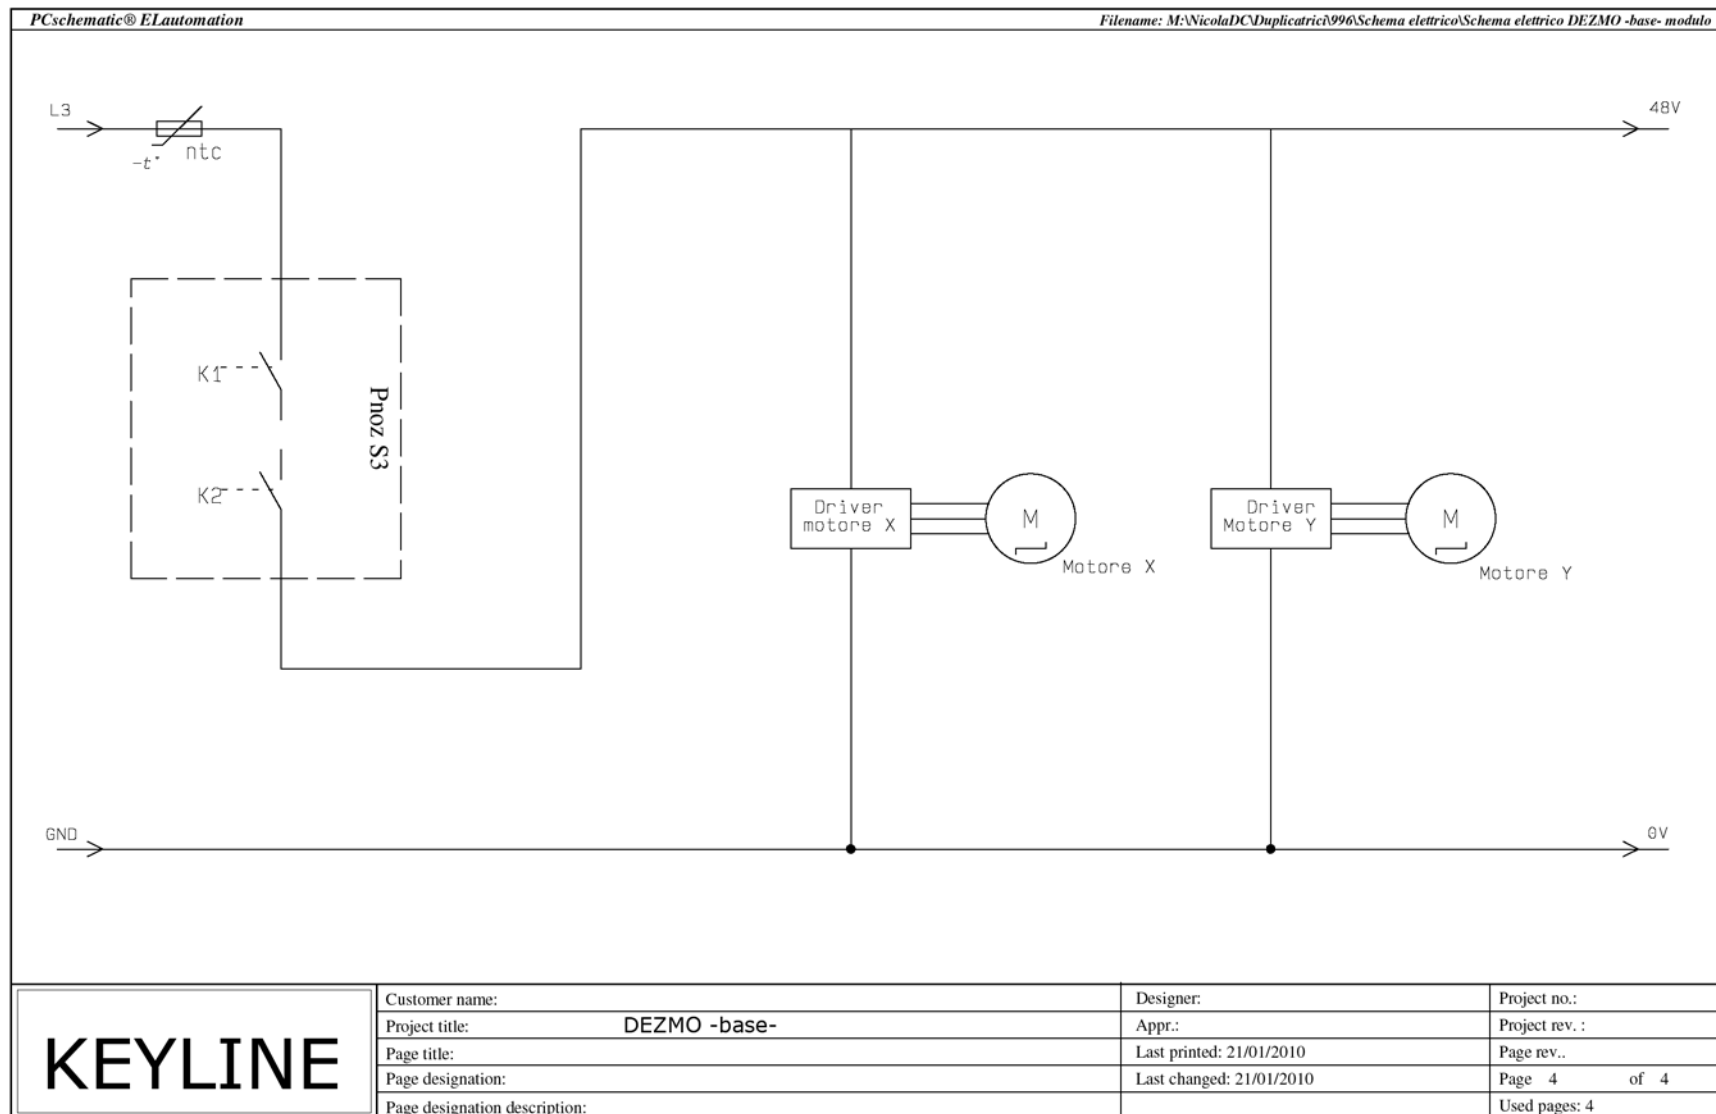 PCschematic® ELautomation
Filename: M:\NicolaDC\Duplicatrici\996\Schema elettrico\Schema elettrico DEZMO -base- modulo
L3
48V
-t°
ntc
K1
Pnoz S3
K2
Driver
motore X
M
Motore X
Driver
Motore Y
M
Motore Y
GND
0V
KEYLINE
Customer name:
Project title: DEZMO -base-
Page title:
Page designation:
Page designation description:
Designer:
Appr.:
Last printed: 21/01/2010
Last changed: 21/01/2010
Project no.:
Project rev. :
Page rev..
Page 4 of 4
Used pages: 4